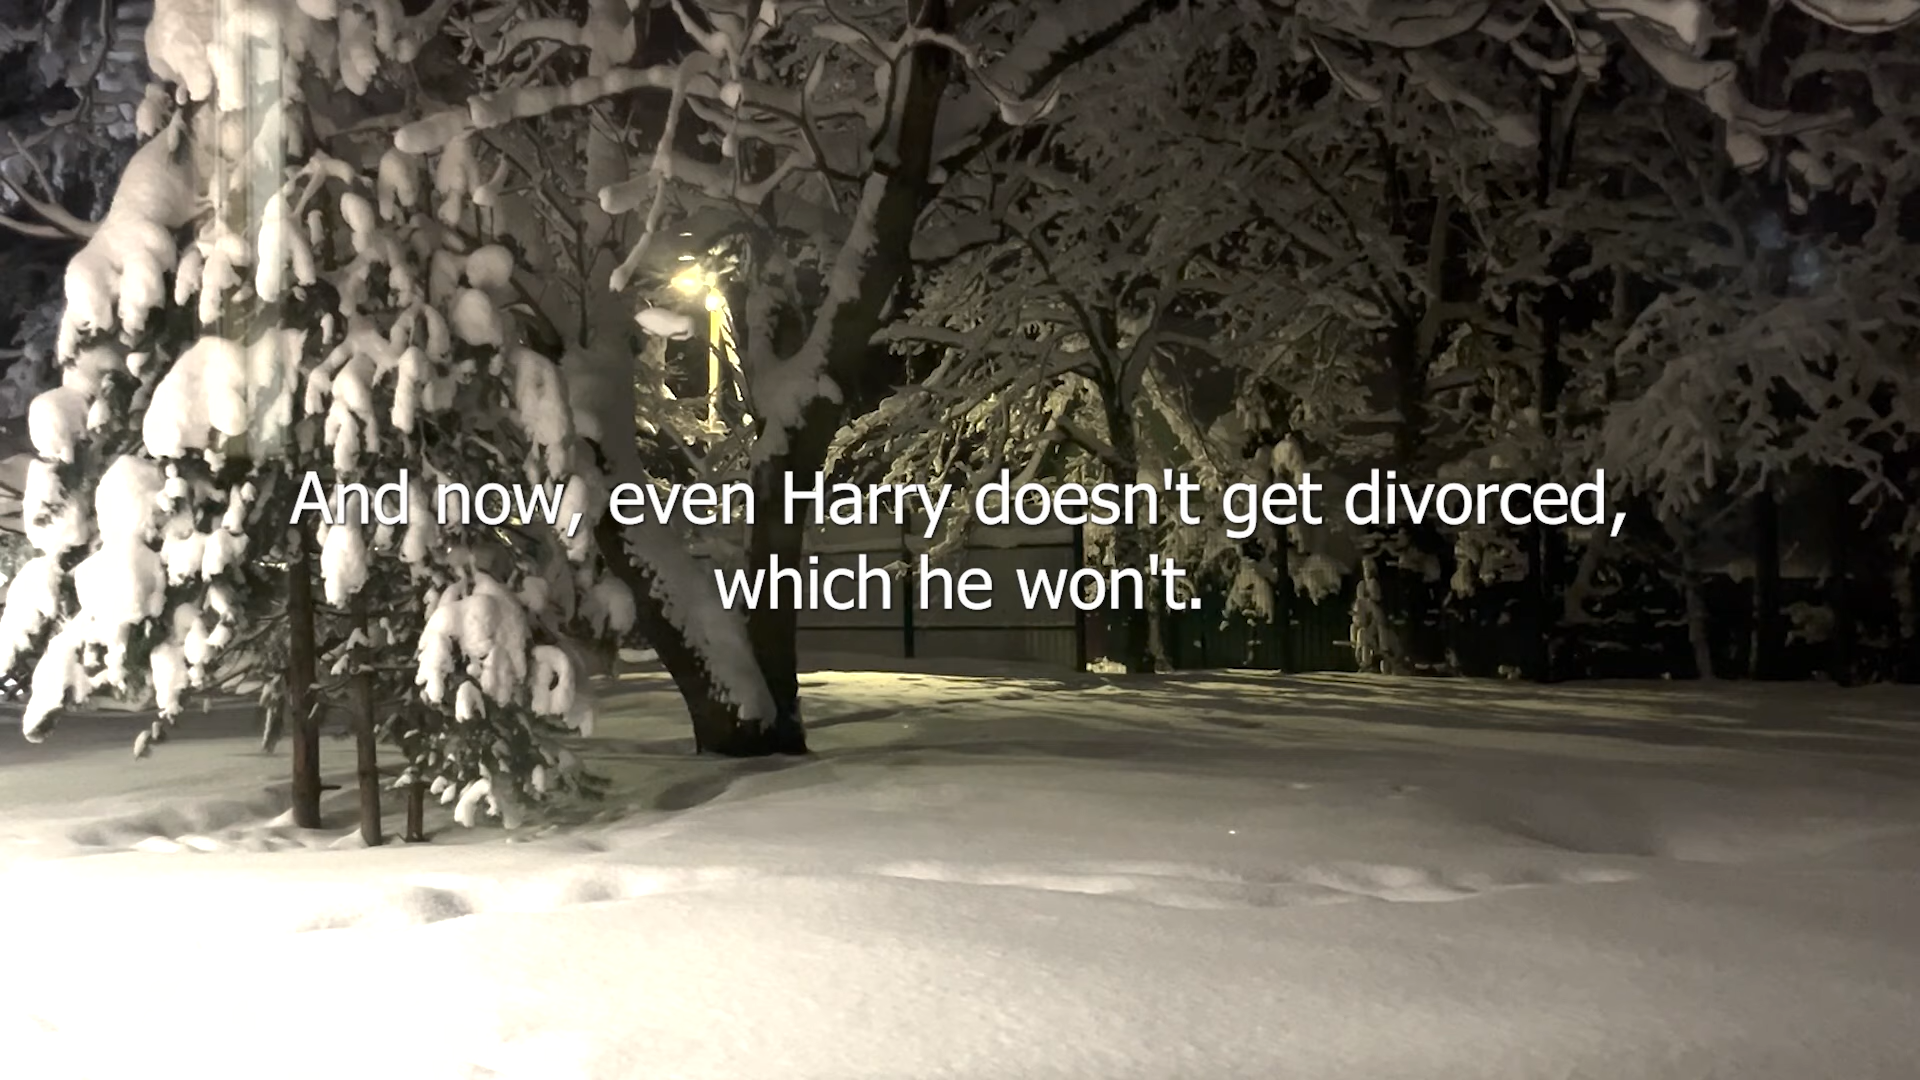 And now, even Harry doesn't get divorced,
which he won't.